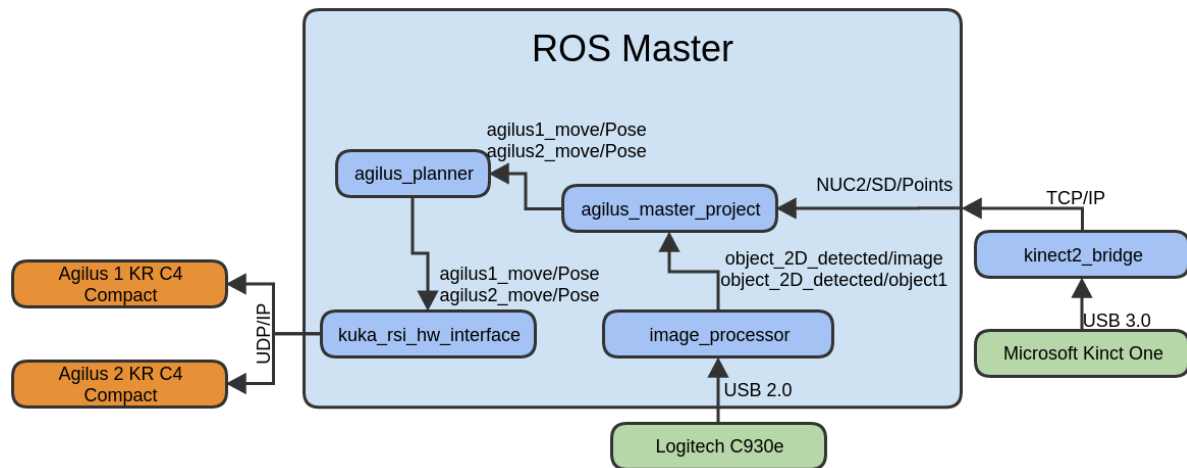 ROS Master
agilus1_move/Pose
agilus2_move/Pose
agilus_planner
NUC2/SD/Points
TCP/IP
agilus_master_project
kinect2_bridge
object_2D_detected/image
object_2D_detected/object1
agilus1_move/Pose
agilus2_move/Pose
Agilus 1 KR C4
Compact
UDP/IP
kuka_rsi_hw_interface
image_processor
USB 3.0
Microsoft Kinct One
Agilus 2 KR C4
Compact
USB 2.0
Logitech C930e